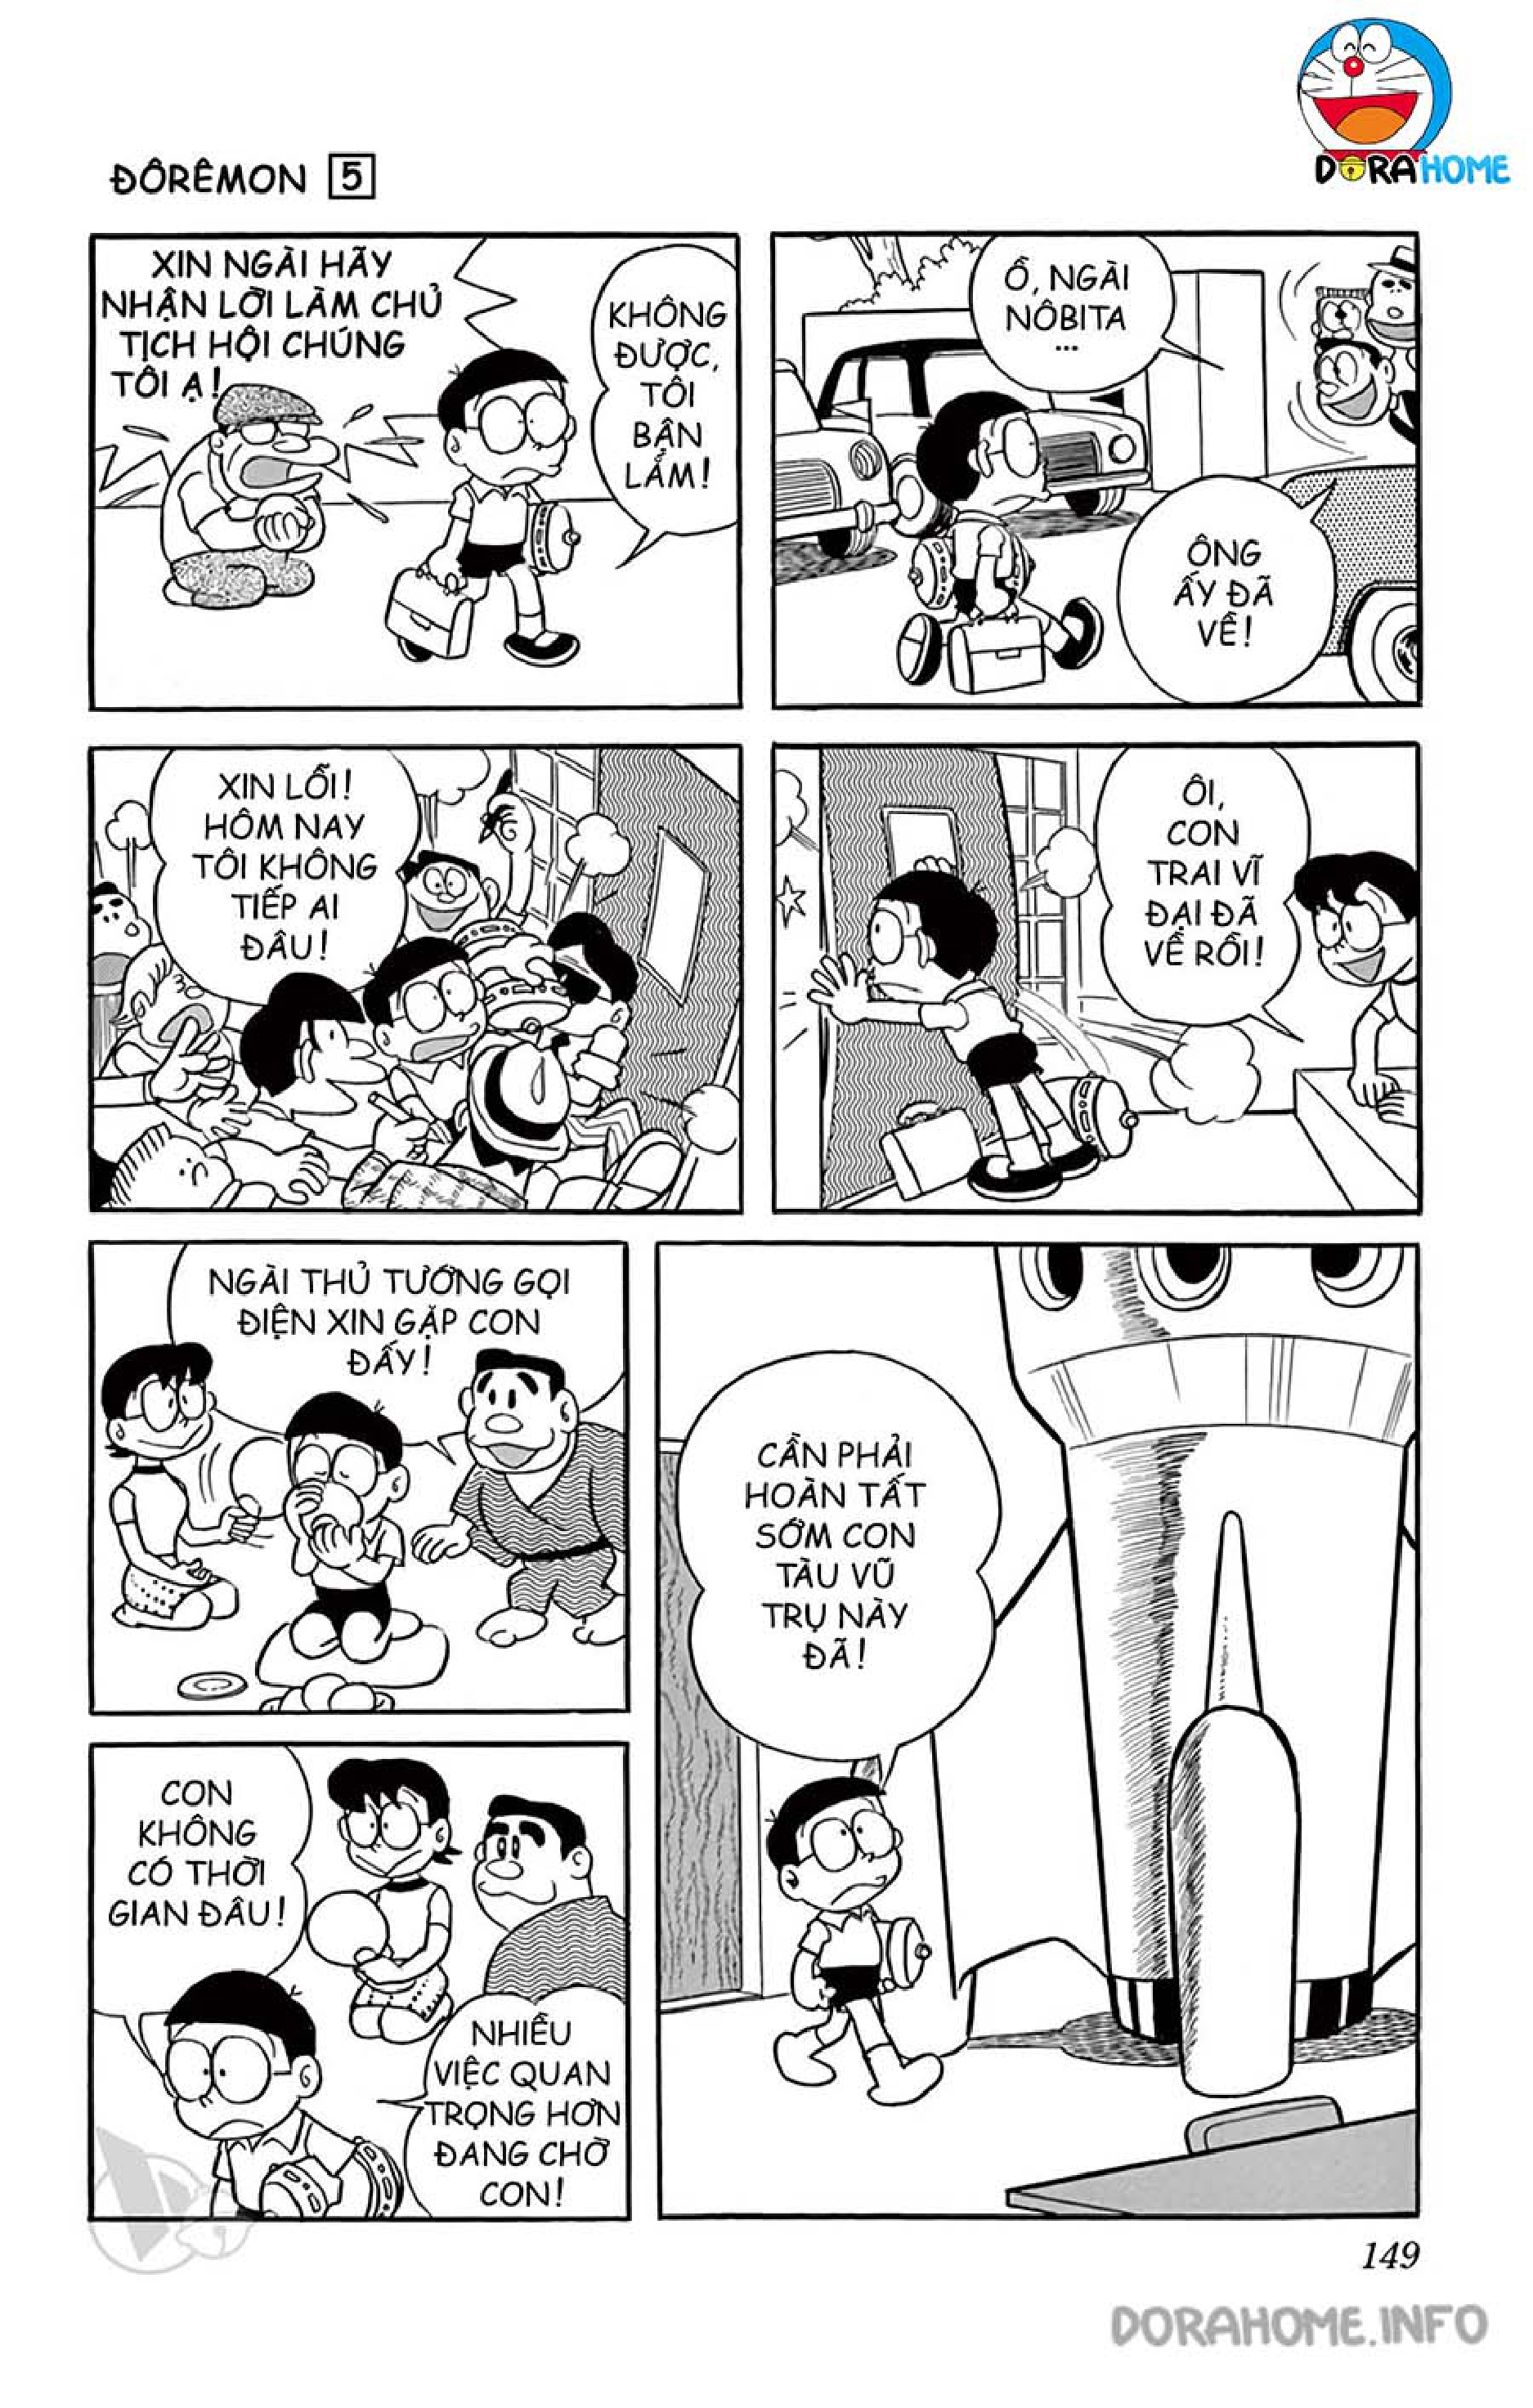 DORAHOME
ĐÔRÊMON 5
XIN NGÀI HÃY
NHẬN LỜI LÀM CHỦ
TỊCH HỘI CHÚNG
TÔI Ạ!
KHÔNG
ĐƯỢC,
TÔI
BẬN
LẮM!
Ồ, NGÀI
NÔBITA
...
ÔNG
ẤY ĐÃ
VỀ!
XIN LỖI!
HÔM NAY
TÔI KHÔNG
TIẾP AI
ĐÂU!
ÔI,
CON
TRAI VĨ
ĐẠI ĐÃ
VỀ RỒI!
NGÀI THỦ TƯỚNG GỌI
ĐIỆN XIN GẶP CON
ĐẤY!
CON
KHÔNG
CÓ THỜI
GIAN ĐÂU!
NHIỀU
VIỆC QUAN
TRỌNG HƠN
ĐANG CHỜ
CON!
CẦN PHẢI
HOÀN TẤT
SỚM CON
TÀU VŨ
TRỤ NÀY
ĐÃ!
149
DORAHOME.INFO